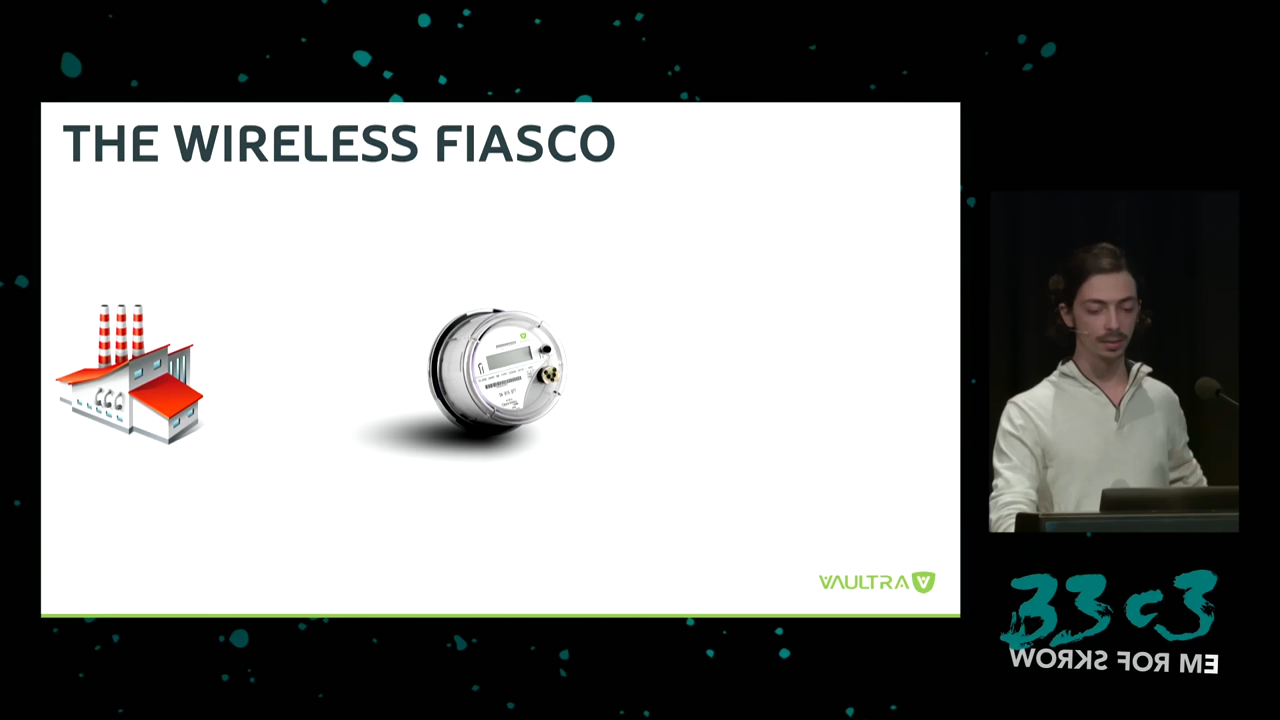 THE WIRELESS FIASCO
VAULTRA
33c3
WORKS FOR ME